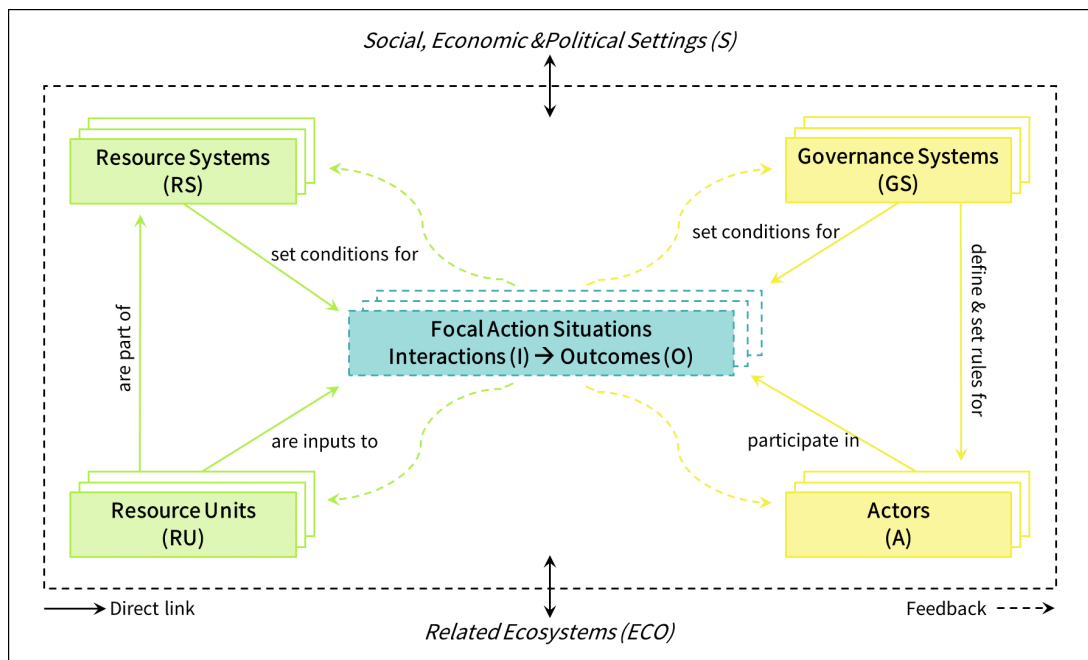 Social, Economic &Political Settings (S)
Resource Systems
(RS)
Governance Systems
(GS)
set conditions for
set conditions for
are part of
define & set rules for
Focal Action Situations
Interactions (I) → Outcomes (O)
are inputs to
participate in
Resource Units
(RU)
Actors
(A)
Direct link
Feedback
Related Ecosystems (ECO)